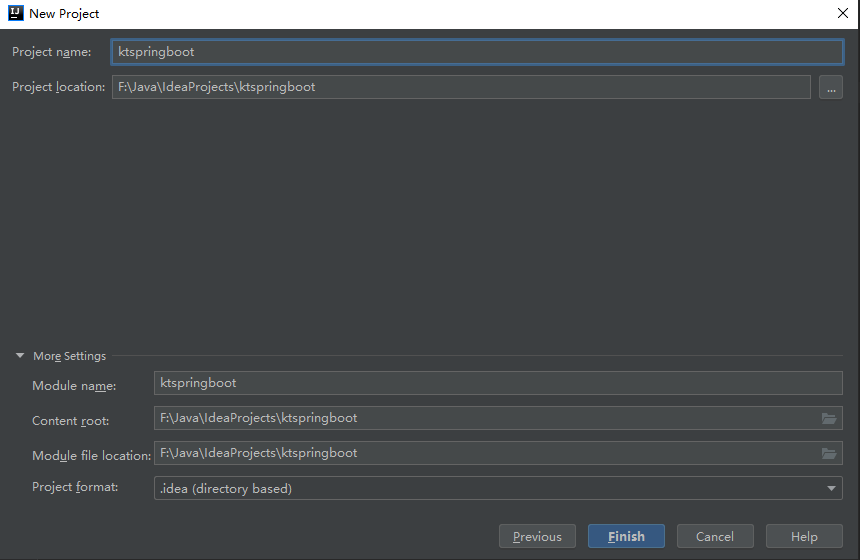 New Project
Project name: ktspringboot
Project location: F:\Java\IdeaProjects\ktspringboot ...
More Settings
Module name: ktspringboot
Content root: F:\Java\IdeaProjects\ktspringboot
Module file location: F:\Java\IdeaProjects\ktspringboot
Project format: .idea (directory based)
Previous Finish Cancel Help